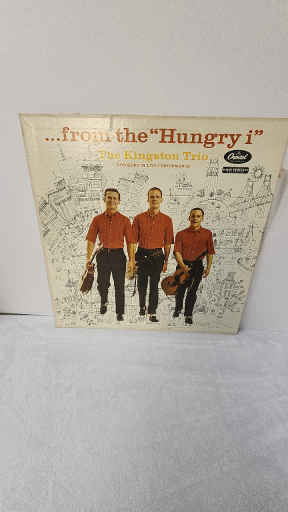 ...from the "Hungry i"
The Kingston Trio
Capitol